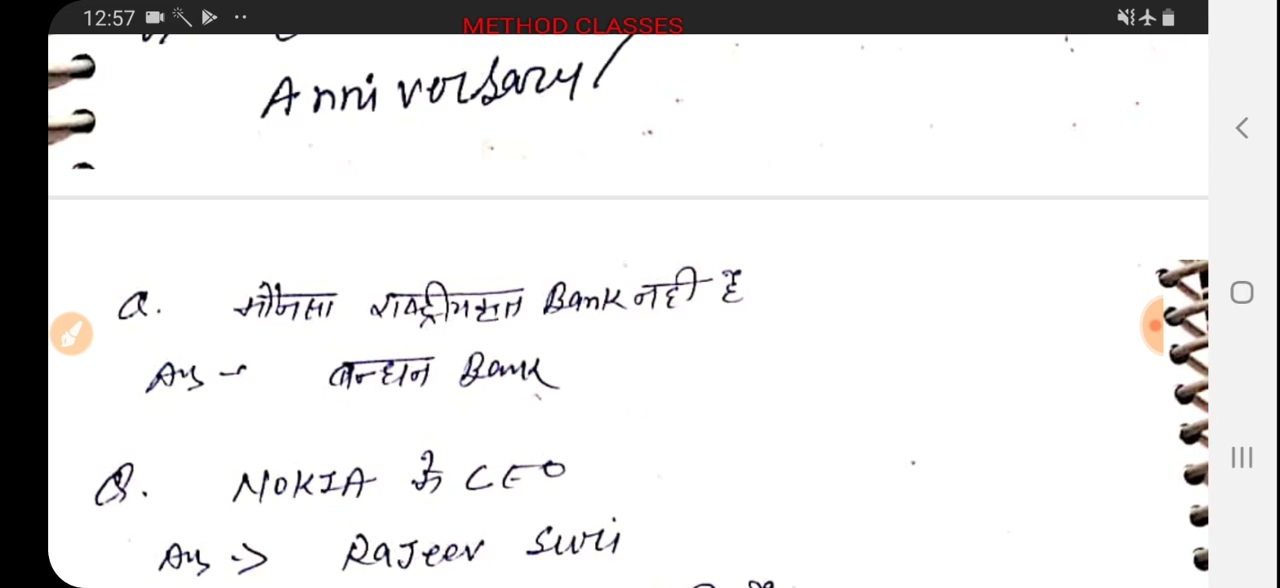 12:57
METHOD CLASSES
Anniversary
Q. कौनसा राष्ट्रीयकृत Bank नही है
Ans → बन्धन Bank
Q. NOKIA के CEO
Ans -> Rajeev Suri